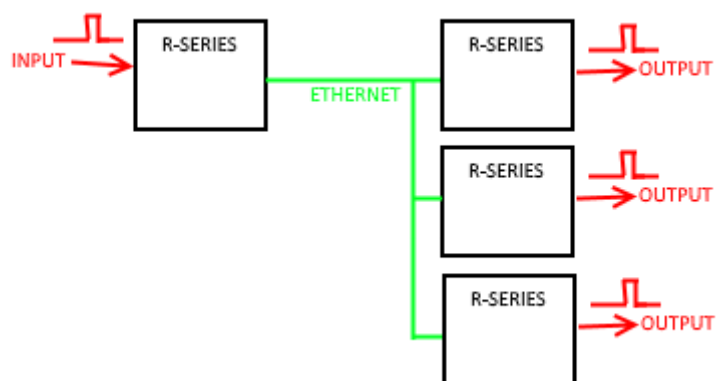 R-SERIES
INPUT
ETHERNET
R-SERIES
OUTPUT
R-SERIES
OUTPUT
R-SERIES
OUTPUT